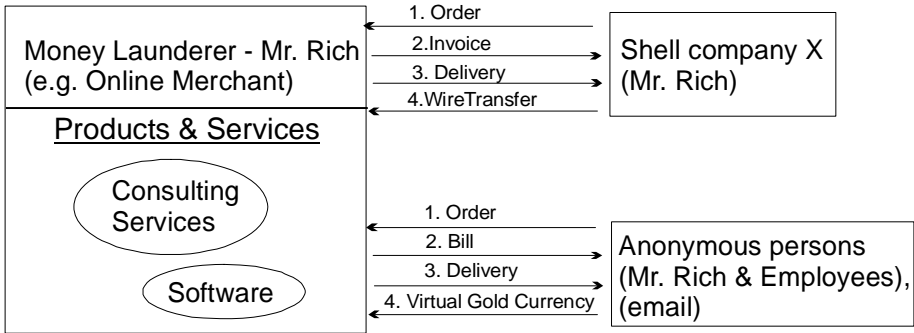 Money Launderer - Mr. Rich
(e.g. Online Merchant)
Products & Services
Consulting
Services
Software
1. Order
2.Invoice
3. Delivery
4.WireTransfer
Shell company X
(Mr. Rich)
1. Order
2. Bill
3. Delivery
4. Virtual Gold Currency
Anonymous persons
(Mr. Rich & Employees),
(email)